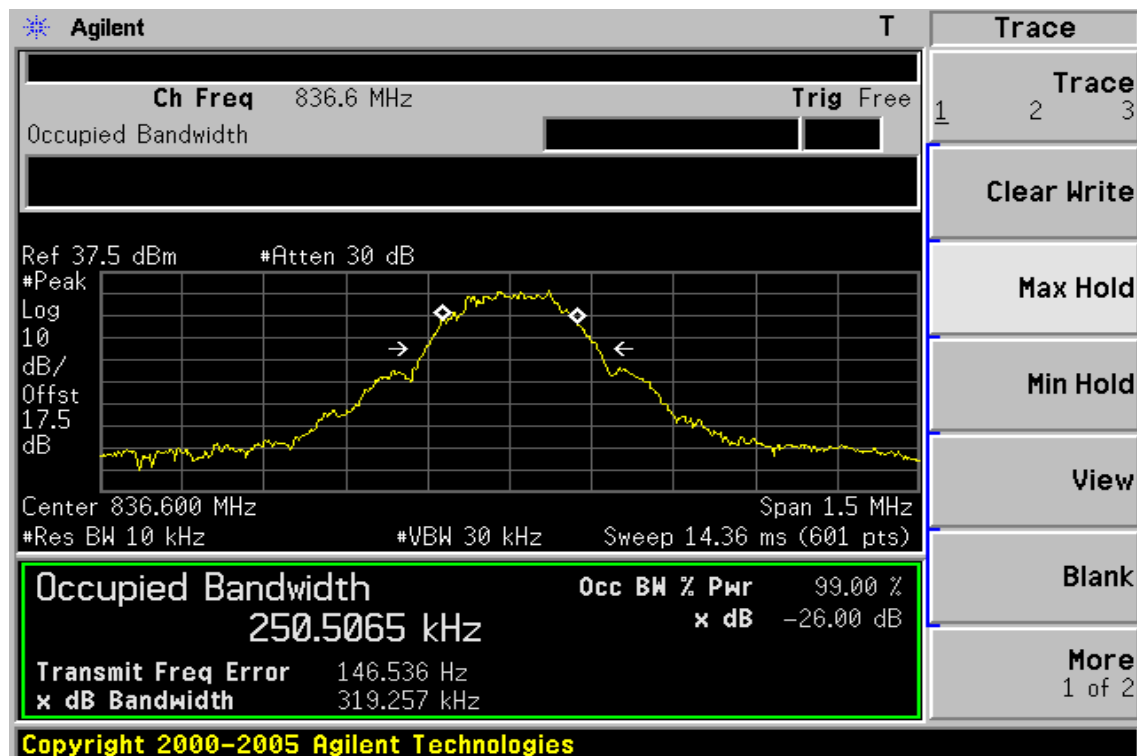 Agilent T Trace
Ch Freq 836.6 MHz Trig Free
Occupied Bandwidth
Trace
1 2 3
Clear Write
Max Hold
Min Hold
View
Blank
More
1 of 2
Ref 37.5 dBm #Atten 30 dB
#Peak
Log
10
dB/
Offst
17.5
dB
Center 836.600 MHz Span 1.5 MHz
#Res BW 10 kHz #VBW 30 kHz Sweep 14.36 ms (601 pts)
Occupied Bandwidth Occ BW % Pwr 99.00 %
250.5065 kHz x dB -26.00 dB
Transmit Freq Error 146.536 Hz
x dB Bandwidth 319.257 kHz
Copyright 2000-2005 Agilent Technologies